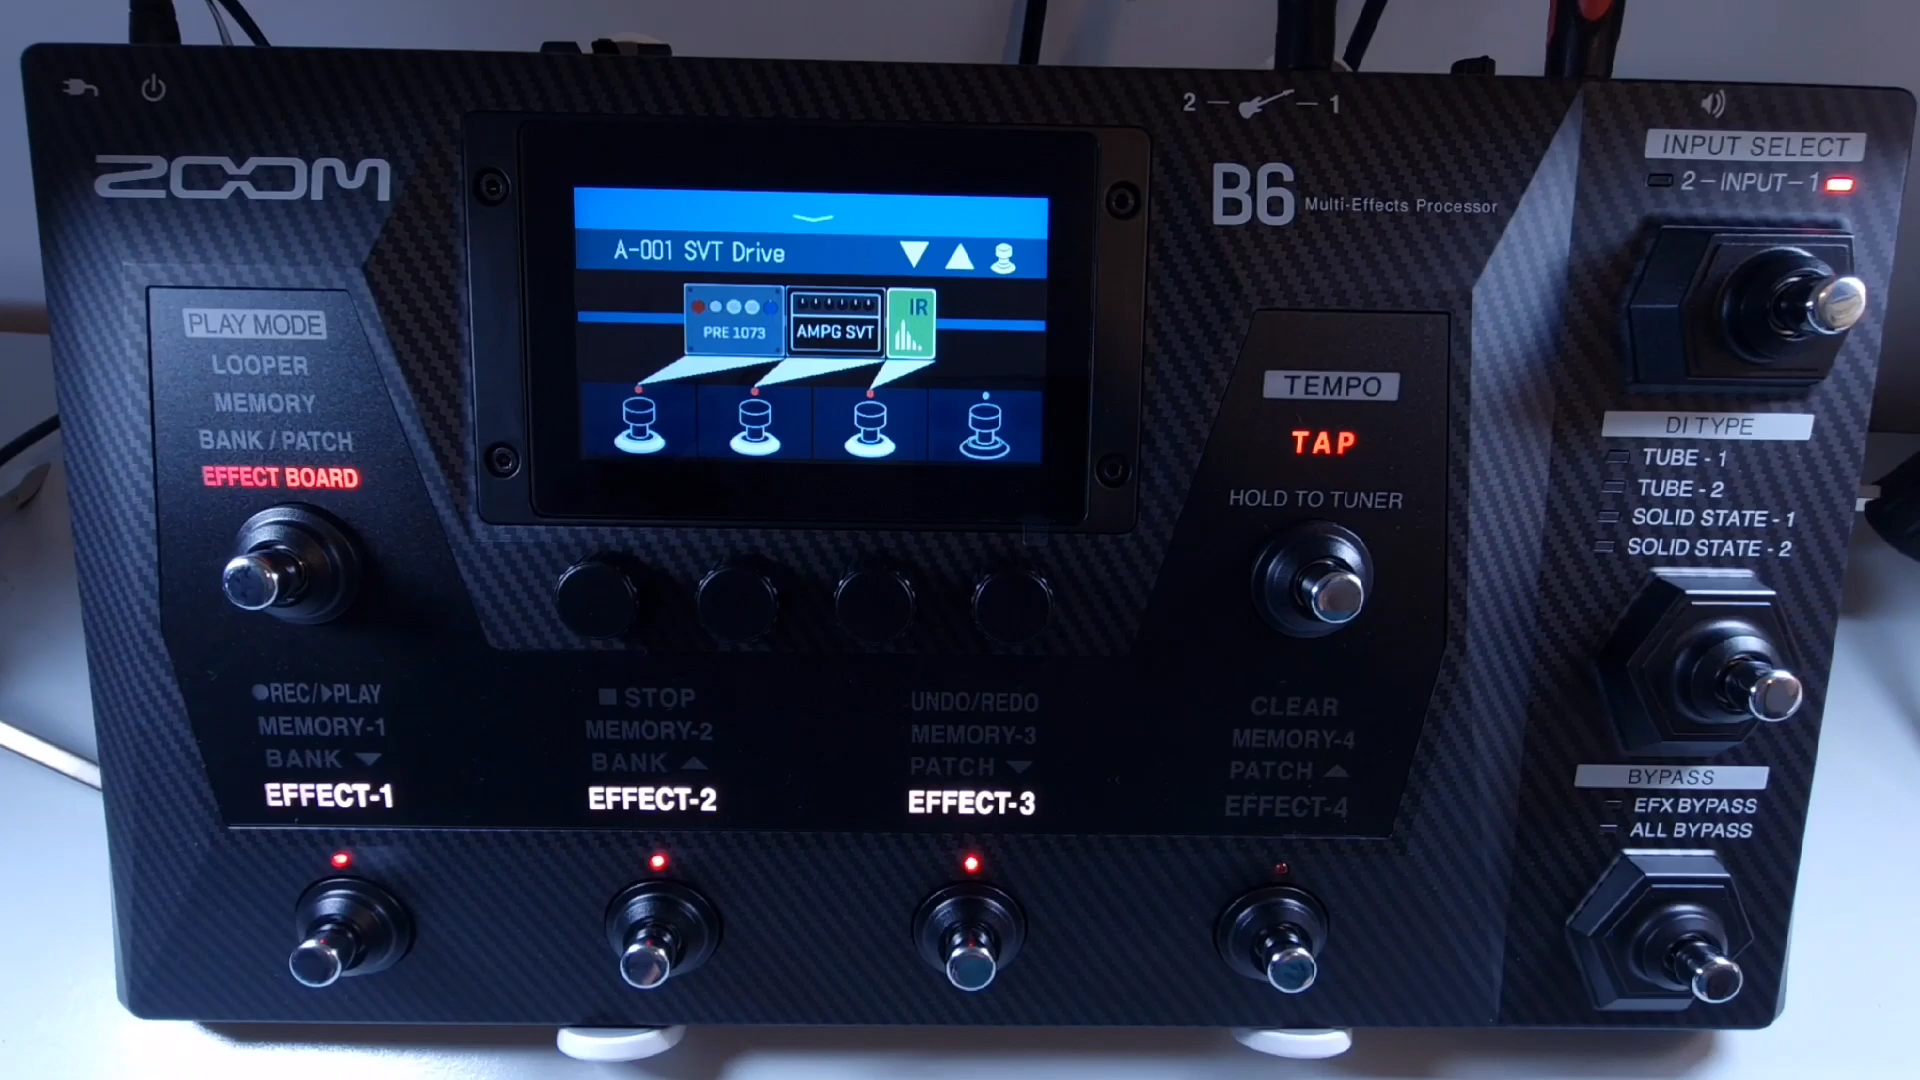 2 — — 1
ZOOM
B6 Multi-Effects Processor
INPUT SELECT
2 — INPUT — 1
A-001 SVT Drive
PRE 1073
AMPG SVT
IR
PLAY MODE
LOOPER
MEMORY
BANK / PATCH
EFFECT BOARD
TEMPO
TAP
HOLD TO TUNER
DI TYPE
TUBE - 1
TUBE - 2
SOLID STATE - 1
SOLID STATE - 2
●REC/▶PLAY
MEMORY-1
BANK ▼
EFFECT-1
■ STOP
MEMORY-2
BANK ▲
EFFECT-2
UNDO/REDO
MEMORY-3
PATCH ▼
EFFECT-3
CLEAR
MEMORY-4
PATCH ▲
EFFECT-4
BYPASS
EFX BYPASS
ALL BYPASS